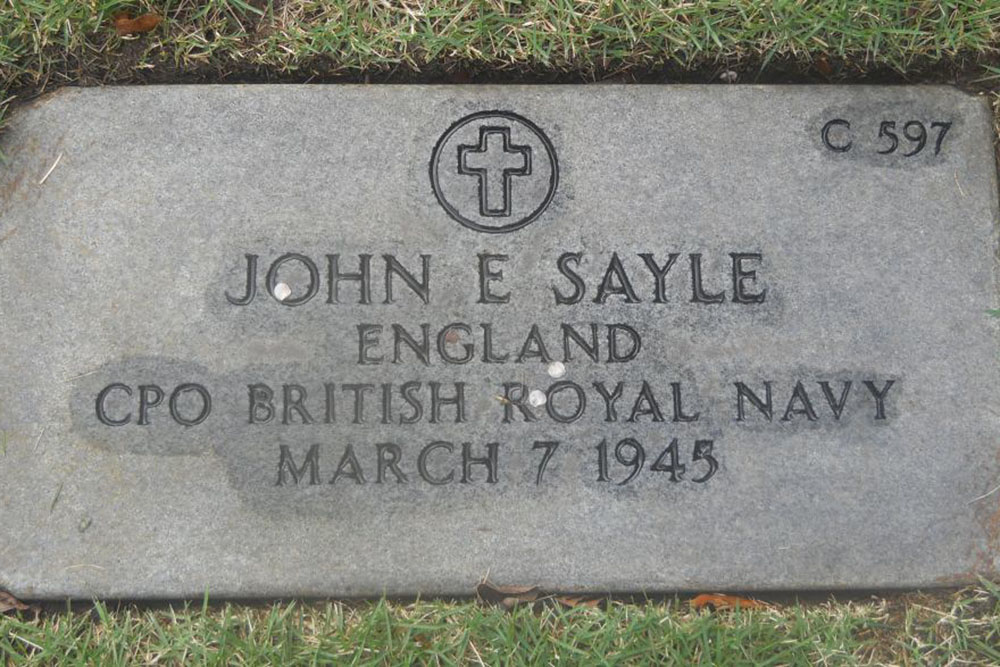 C 597
JOHN E SAYLE
ENGLAND
CPO BRITISH ROYAL NAVY
MARCH 7 1945